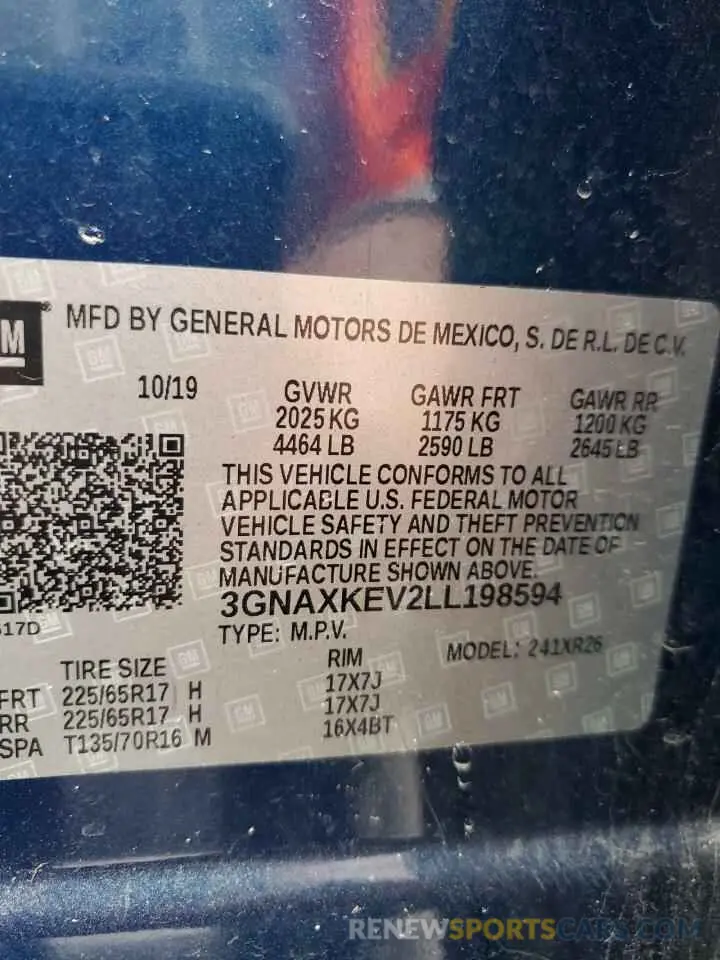 GM ®
MFD BY GENERAL MOTORS DE MEXICO, S. DE R.L. DE C.V.
10/19 GVWR GAWR FRT GAWR RR
2025 KG 1175 KG 1200 KG
4464 LB 2590 LB 2645 LB
THIS VEHICLE CONFORMS TO ALL
APPLICABLE U.S. FEDERAL MOTOR
VEHICLE SAFETY AND THEFT PREVENTION
STANDARDS IN EFFECT ON THE DATE OF
MANUFACTURE SHOWN ABOVE.
3GNAXKEV2LL198594
617D
TYPE: M.P.V. MODEL: 241XR26
TIRE SIZE RIM
FRT 225/65R17 H 17X7J
RR 225/65R17 H 17X7J
SPA T135/70R16 M 16X4BT
RENEWSPORTSCARS.COM